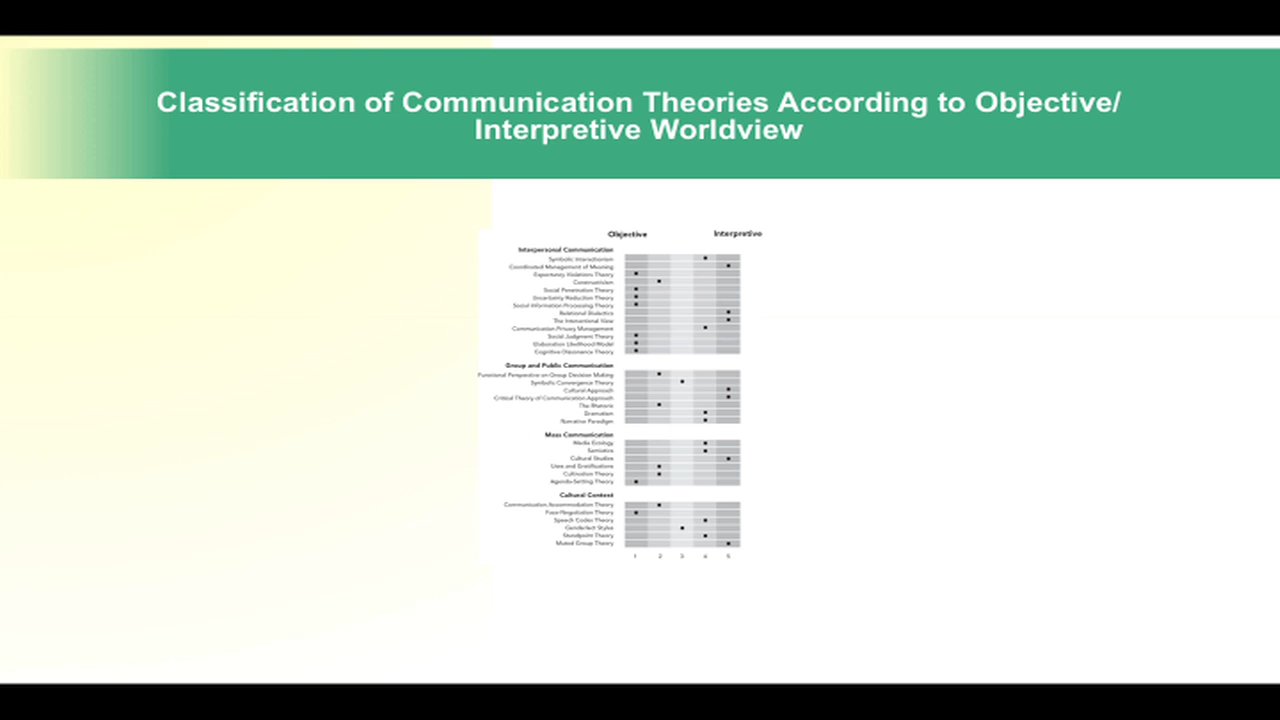 Classification of Communication Theories According to Objective/
Interpretive Worldview
Objective Interpretive
Interpersonal Communication
Symbolic Interactionism
Coordinated Management of Meaning
Expectancy Violations Theory
Constructivism
Social Penetration Theory
Uncertainty Reduction Theory
Social Information Processing Theory
Relational Dialectics
The Interactional View
Communication Privacy Management
Social Judgment Theory
Elaboration Likelihood Model
Cognitive Dissonance Theory
Group and Public Communication
Functional Perspective on Group Decision Making
Symbolic Convergence Theory
Cultural Approach
Critical Theory of Communication Approach
The Rhetoric
Dramatism
Narrative Paradigm
Mass Communication
Media Ecology
Semiotics
Cultural Studies
Uses and Gratifications
Cultivation Theory
Agenda-Setting Theory
Cultural Context
Communication Accommodation Theory
Face-Negotiation Theory
Speech Codes Theory
Genderlect Styles
Standpoint Theory
Muted Group Theory
1 2 3 4 5